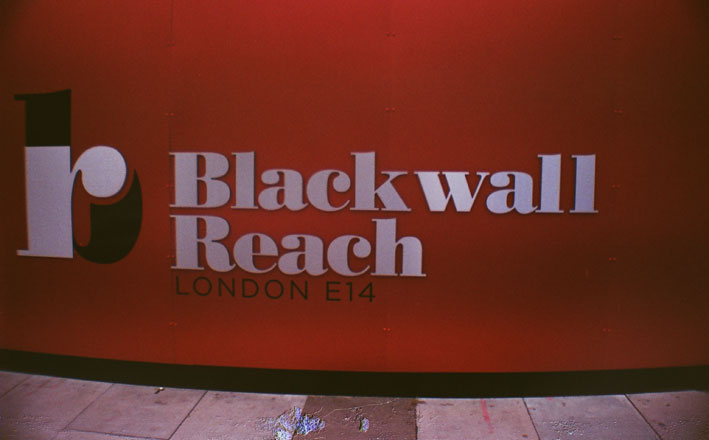 br
Blackwall
Reach
LONDON E14